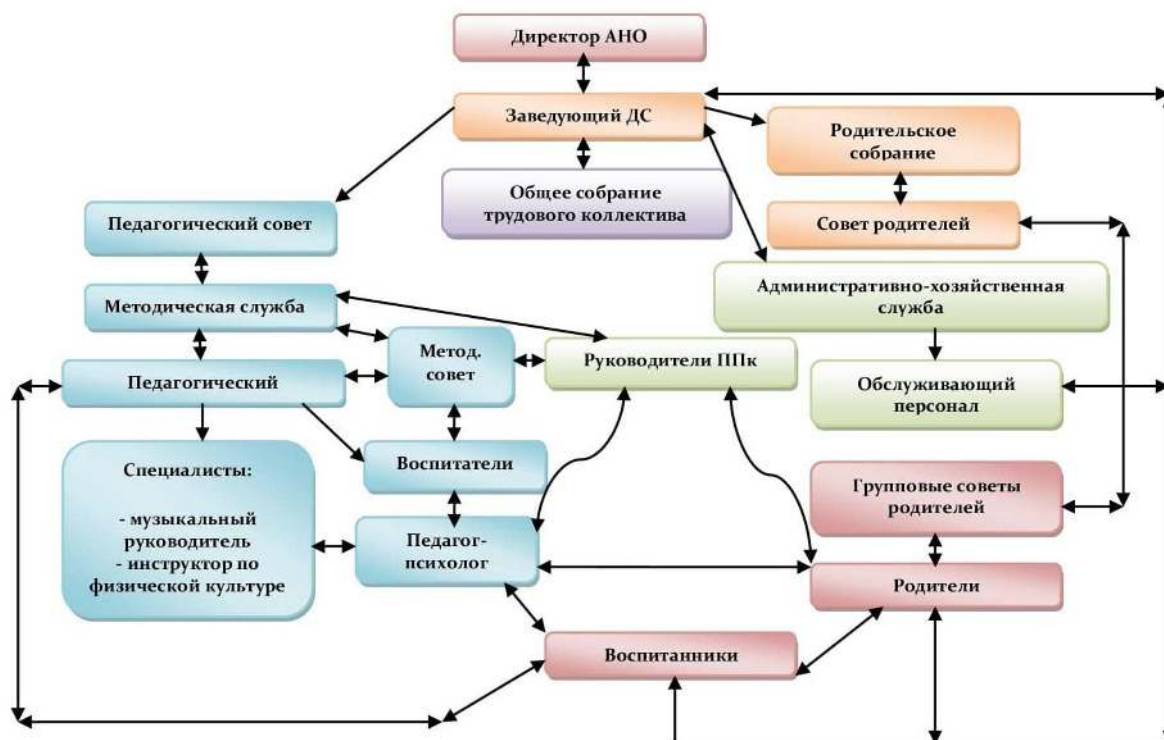 Директор АНО
Заведующий ДС
Родительское
собрание
Общее собрание
трудового коллектива
Педагогический совет
Совет родителей
Административно-хозяйственная
служба
Методическая служба
Метод.
совет
Руководители ППк
Педагогический
Обслуживающий
персонал
Специалисты:
- музыкальный
руководитель
- инструктор по
физической культуре
Воспитатели
Групповые советы
родителей
Педагог-
психолог
Родители
Воспитанники